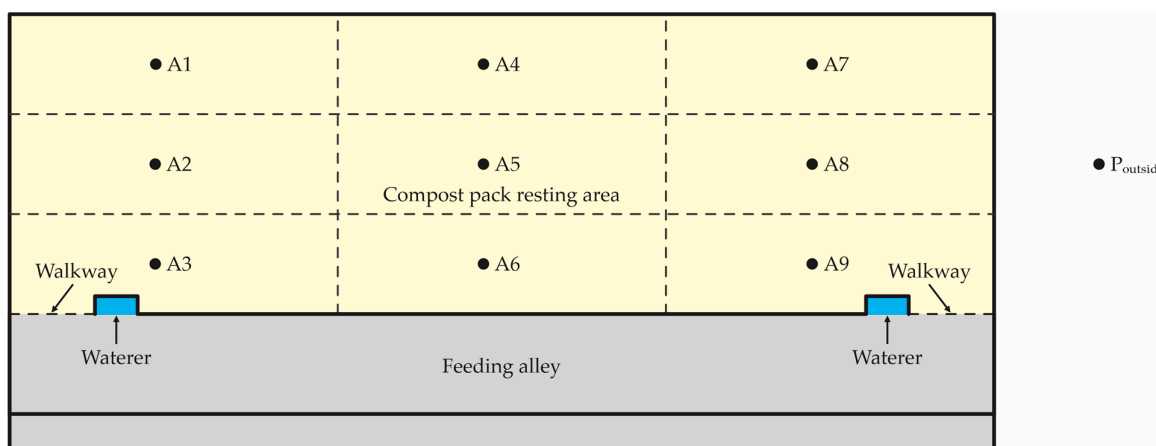 A1 A4 A7
A2 A5 A8 Poutsid
Compost pack resting area
A3 A6 A9
Walkway Walkway
Waterer Waterer
Feeding alley